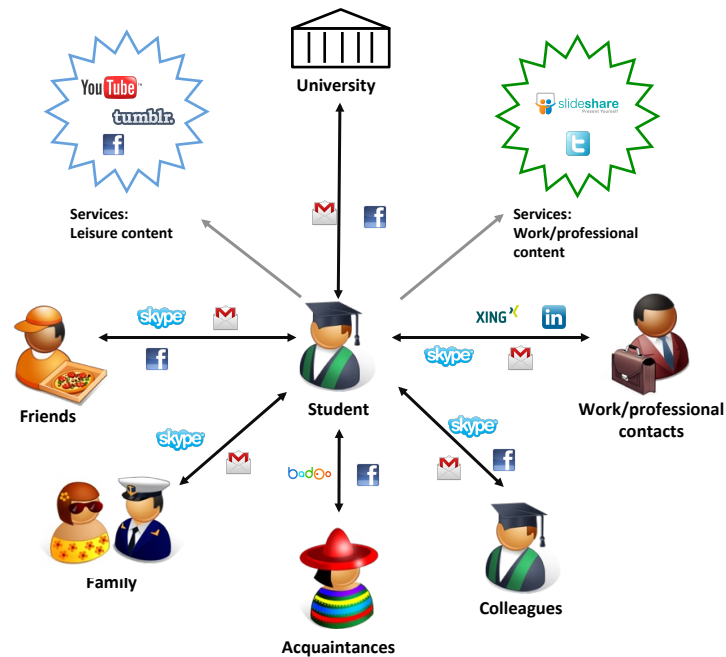 University
YouTube™
tumblr.
f
slideshare
Present Yourself
t
Services:
Leisure content
Services:
Work/professional
content
M
f
skype
M
f
XING
in
skype
M
Friends
Student
Work/professional
contacts
skype
M
badoo
f
skype
M
f
Family
Acquaintances
Colleagues